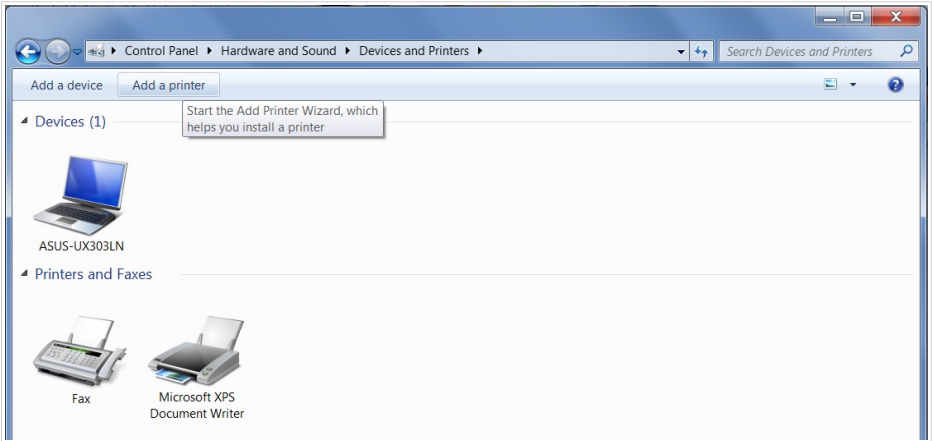 Control Panel Hardware and Sound Devices and Printers
Search Devices and Printers
Add a device Add a printer
Start the Add Printer Wizard, which
helps you install a printer
Devices (1)
ASUS-UX303LN
Printers and Faxes
Fax
Microsoft XPS
Document Writer